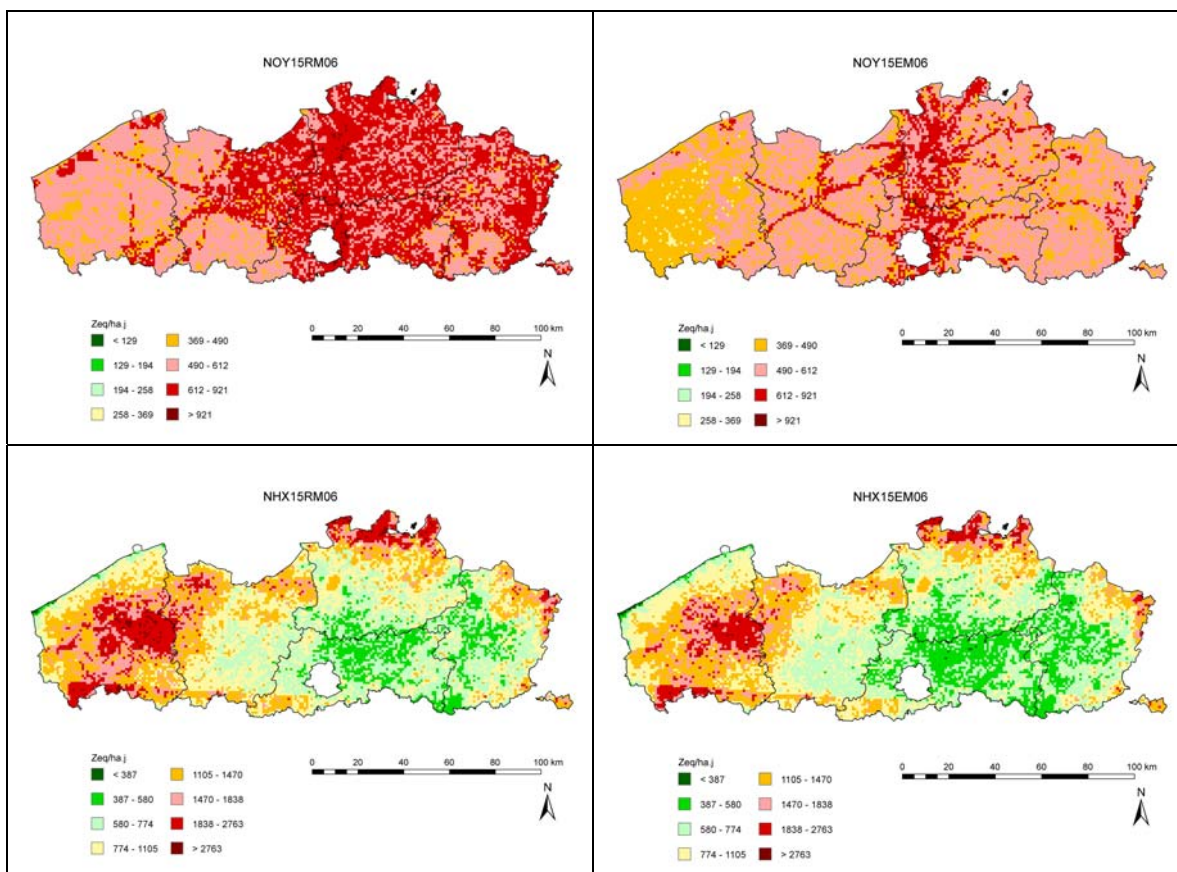 NOY15RM06
Zeq/ha.j
< 129 369 - 490
129 - 194 490 - 612
194 - 258 612 - 921
258 - 369 > 921
0 20 40 60 80 100 km
N
NOY15EM06
Zeq/ha.j
< 129 369 - 490
129 - 194 490 - 612
194 - 258 612 - 921
258 - 369 > 921
0 20 40 60 80 100 km
N
NHX15RM06
Zeq/ha.j
< 387 1105 - 1470
387 - 580 1470 - 1838
580 - 774 1838 - 2763
774 - 1105 > 2763
0 20 40 60 80 100 km
N
NHX15EM06
Zeq/ha.j
< 387 1105 - 1470
387 - 580 1470 - 1838
580 - 774 1838 - 2763
774 - 1105 > 2763
0 20 40 60 80 100 km
N